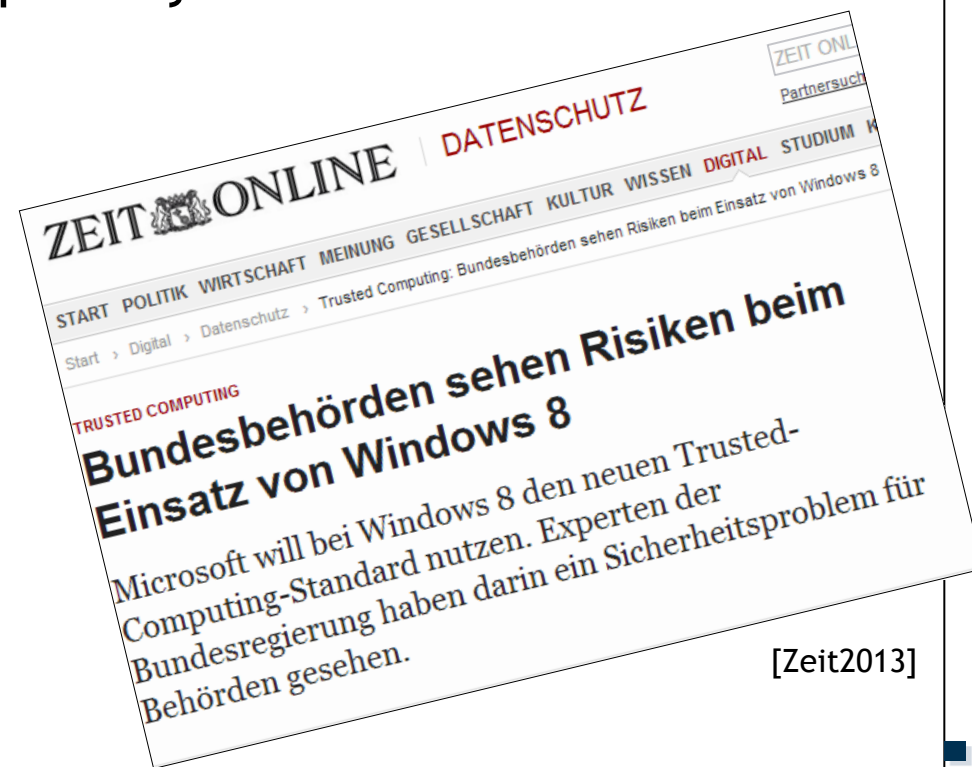 ZEIT ONLINE | DATENSCHUTZ
ZEIT ONL
Partnersuch
START POLITIK WIRTSCHAFT MEINUNG GESELLSCHAFT KULTUR WISSEN DIGITAL STUDIUM K
Start › Digital › Datenschutz › Trusted Computing: Bundesbehörden sehen Risiken beim Einsatz von Windows 8
TRUSTED COMPUTING
Bundesbehörden sehen Risiken beim
Einsatz von Windows 8
Microsoft will bei Windows 8 den neuen Trusted-
Computing-Standard nutzen. Experten der
Bundesregierung haben darin ein Sicherheitsproblem für
Behörden gesehen.
[Zeit2013]